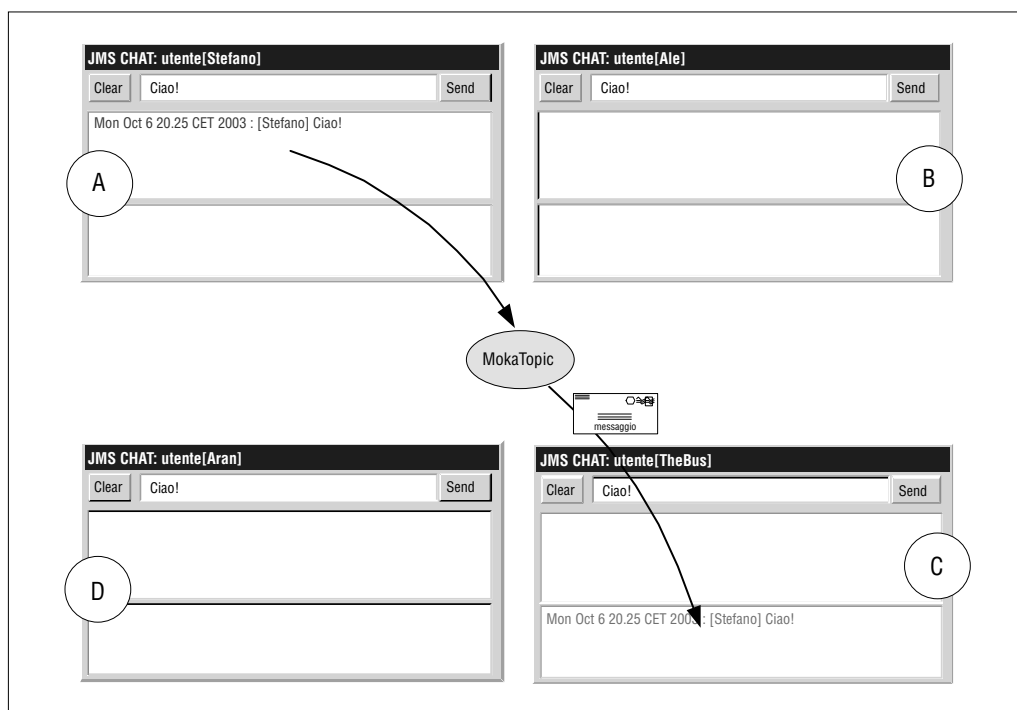 JMS CHAT: utente[Stefano]
Clear Ciao! Send
Mon Oct 6 20.25 CET 2003 : [Stefano] Ciao!
A
JMS CHAT: utente[Ale]
Clear Ciao! Send
B
MokaTopic
messaggio
JMS CHAT: utente[Aran]
Clear Ciao! Send
D
JMS CHAT: utente[TheBus]
Clear Ciao! Send
C
Mon Oct 6 20.25 CET 2003 : [Stefano] Ciao!